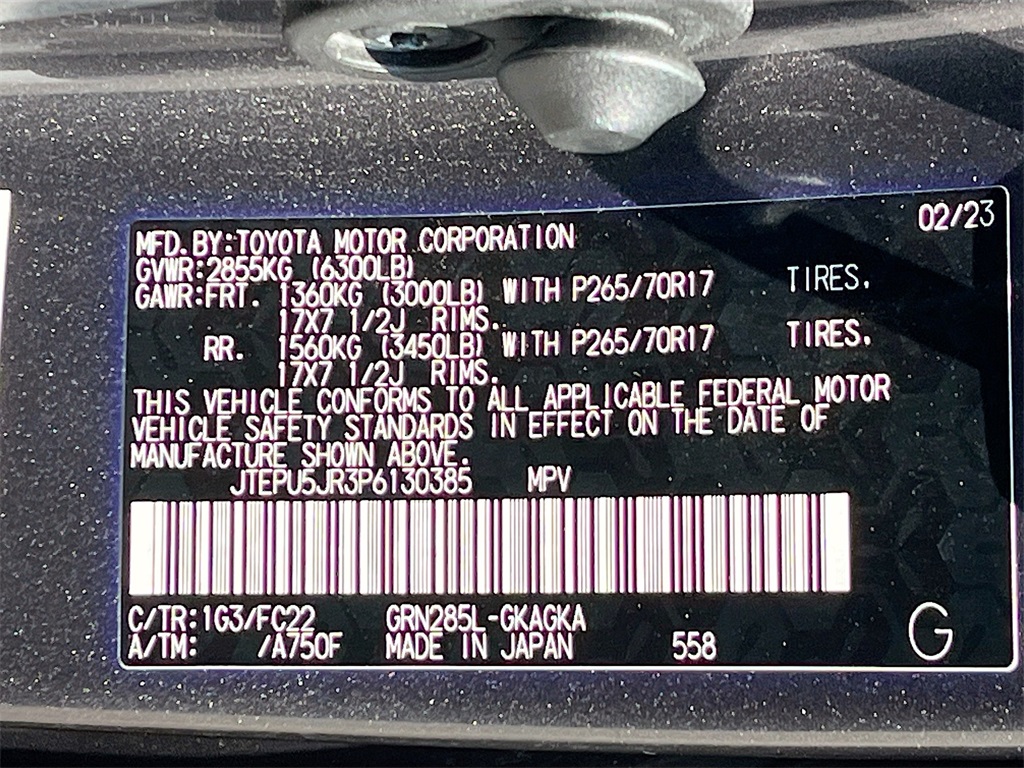 02/23
MFD.BY:TOYOTA MOTOR CORPORATION
GVWR:2855KG (6300LB)
GAWR:FRT. 1360KG (3000LB) WITH P265/70R17 TIRES,
17X7 1/2J RIMS.
RR. 1560KG (3450LB) WITH P265/70R17 TIRES,
17X7 1/2J RIMS.
THIS VEHICLE CONFORMS TO ALL APPLICABLE FEDERAL MOTOR
VEHICLE SAFETY STANDARDS IN EFFECT ON THE DATE OF
MANUFACTURE SHOWN ABOVE.
JTEPU5JR3P6130385 MPV
C/TR:1G3/FC22 GRN285L-GKAGKA
A/TM: /A750F MADE IN JAPAN 558 G